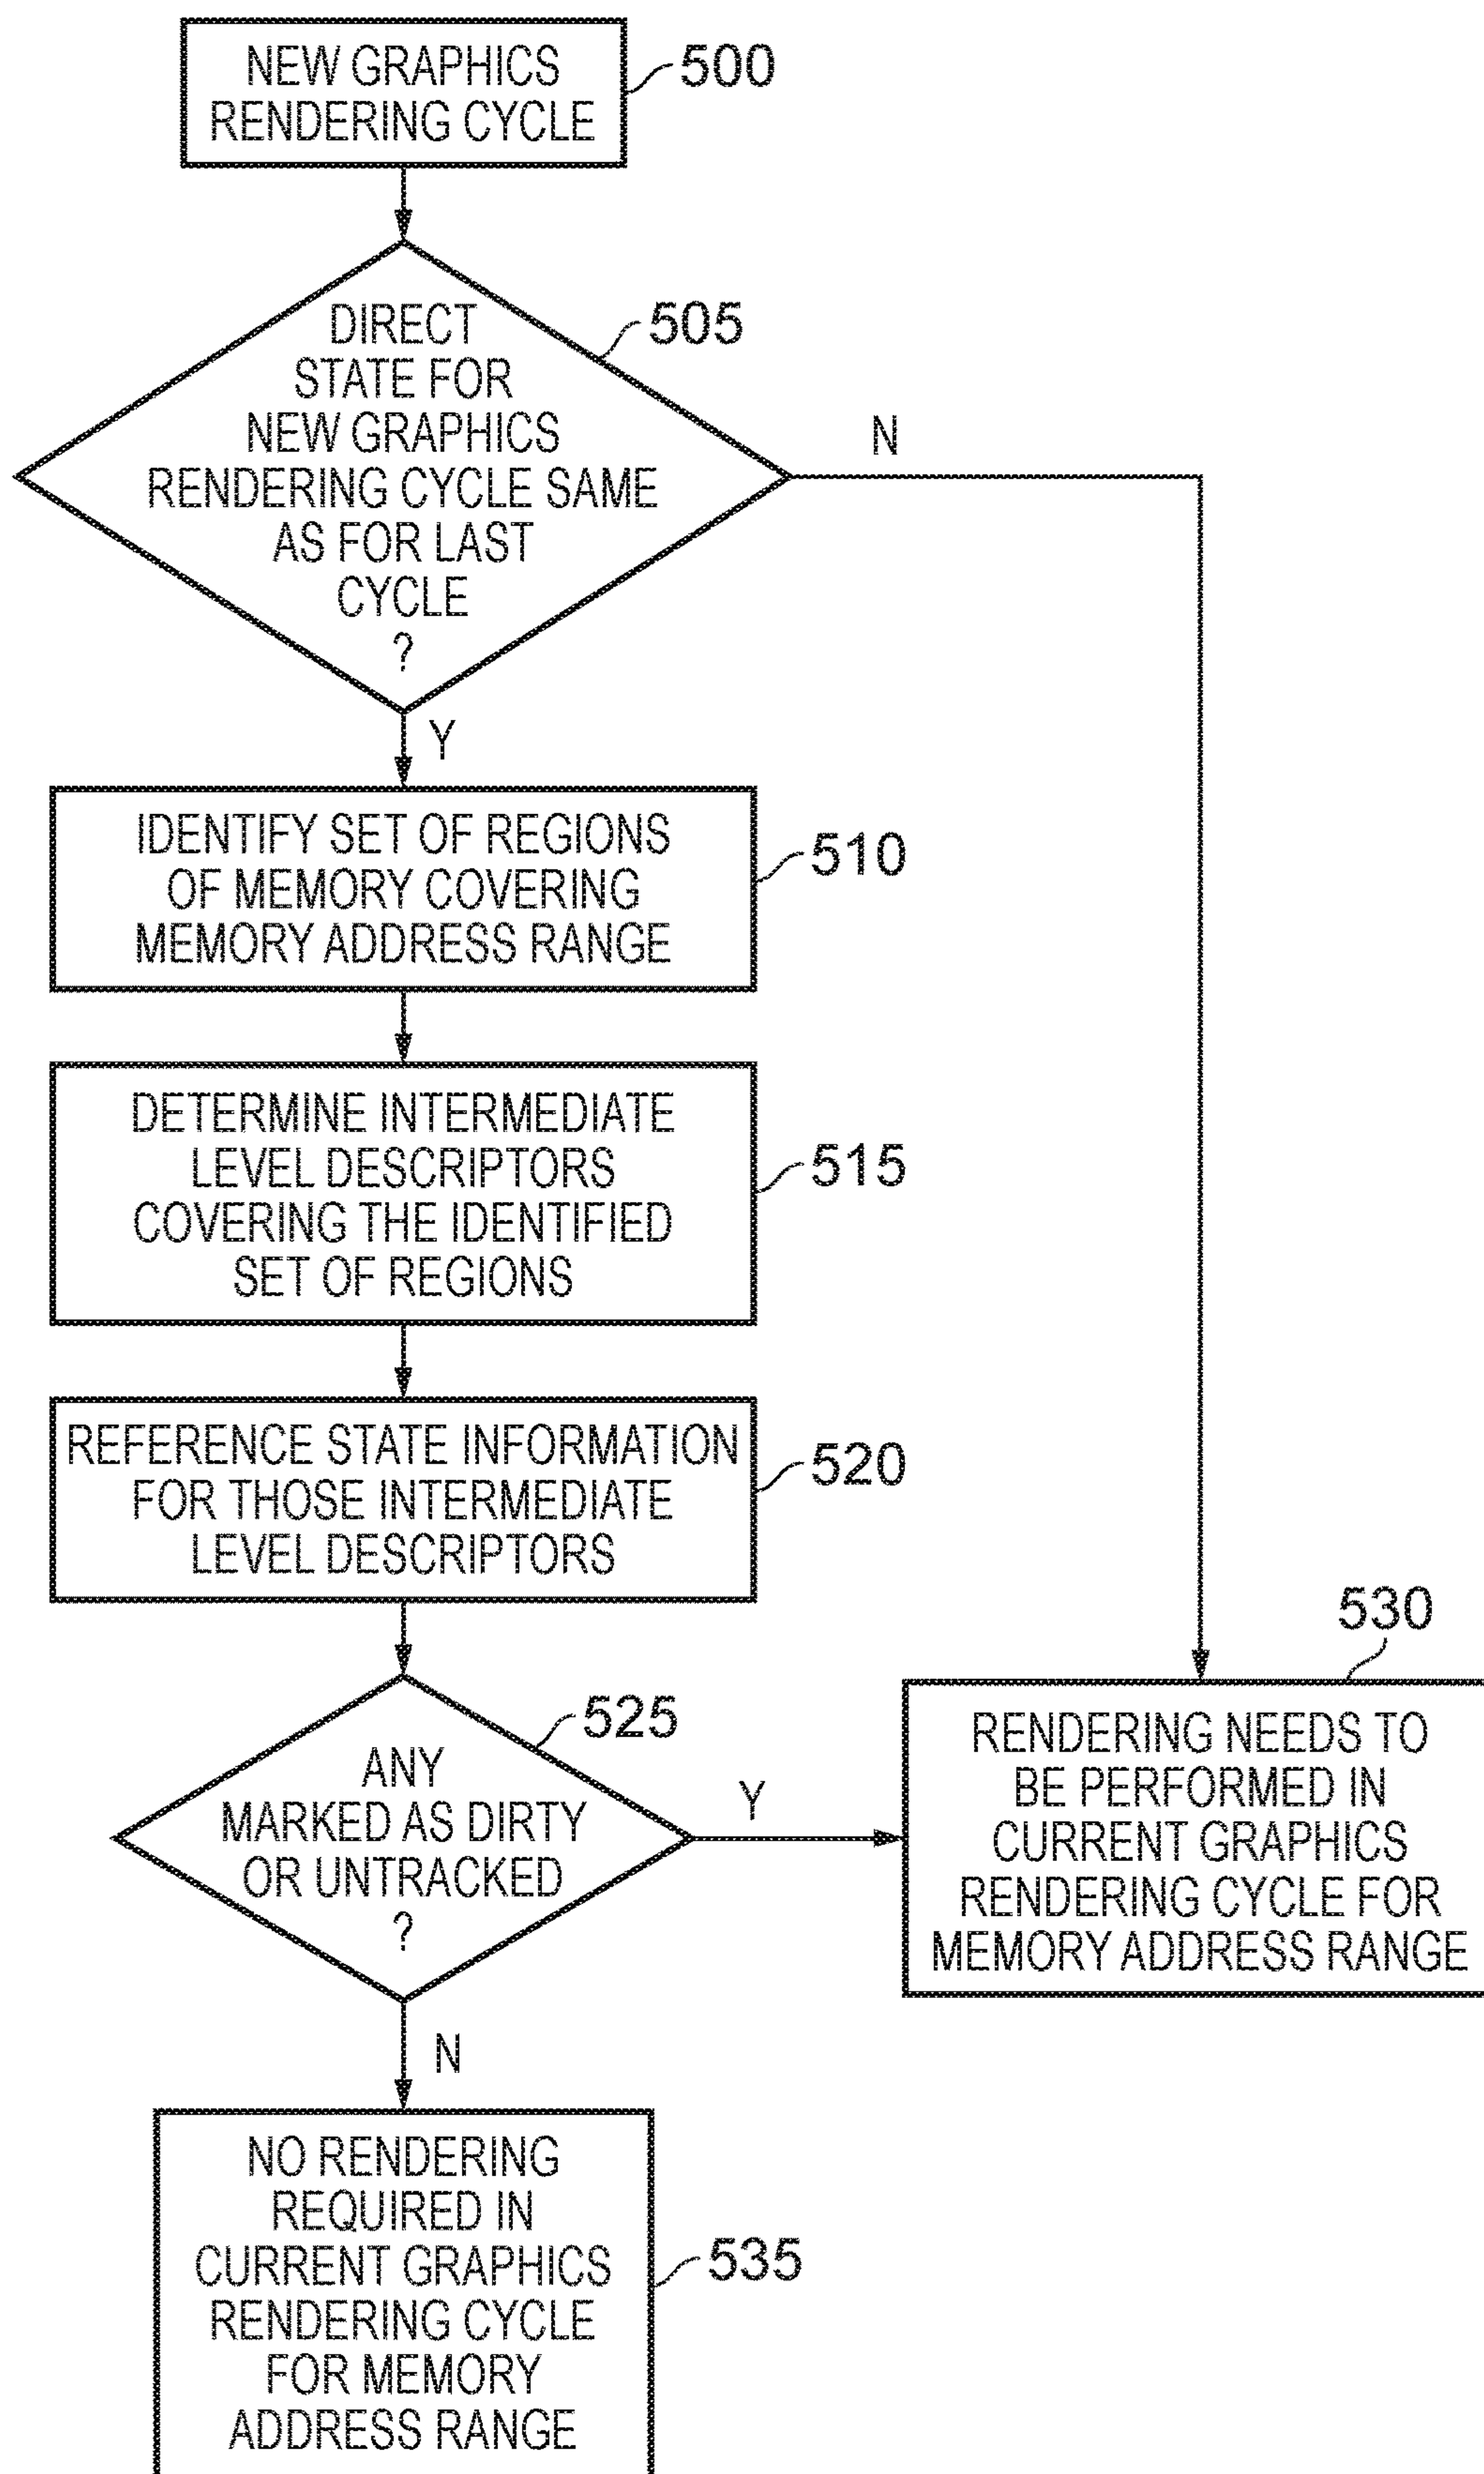 NEW GRAPHICS
RENDERING CYCLE
500
DIRECT
STATE FOR
NEW GRAPHICS
RENDERING CYCLE SAME
AS FOR LAST
CYCLE
?
505
N
Y
IDENTIFY SET OF REGIONS
OF MEMORY COVERING
MEMORY ADDRESS RANGE
510
DETERMINE INTERMEDIATE
LEVEL DESCRIPTORS
COVERING THE IDENTIFIED
SET OF REGIONS
515
REFERENCE STATE INFORMATION
FOR THOSE INTERMEDIATE
LEVEL DESCRIPTORS
520
ANY
MARKED AS DIRTY
OR UNTRACKED
?
525
Y
530
RENDERING NEEDS TO
BE PERFORMED IN
CURRENT GRAPHICS
RENDERING CYCLE FOR
MEMORY ADDRESS RANGE
N
NO RENDERING
REQUIRED IN
CURRENT GRAPHICS
RENDERING CYCLE
FOR MEMORY
ADDRESS RANGE
535